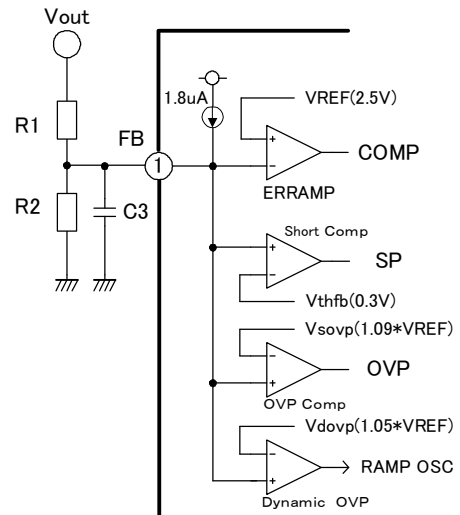 Vout
R1
R2
C3
FB
1
1.8uA
VREF(2.5V)
COMP
ERRAMP
Short Comp
SP
Vthfb(0.3V)
Vsovp(1.09*VREF)
OVP
OVP Comp
Vdovp(1.05*VREF)
RAMP OSC
Dynamic OVP
+
-
+
-
-
+
-
+